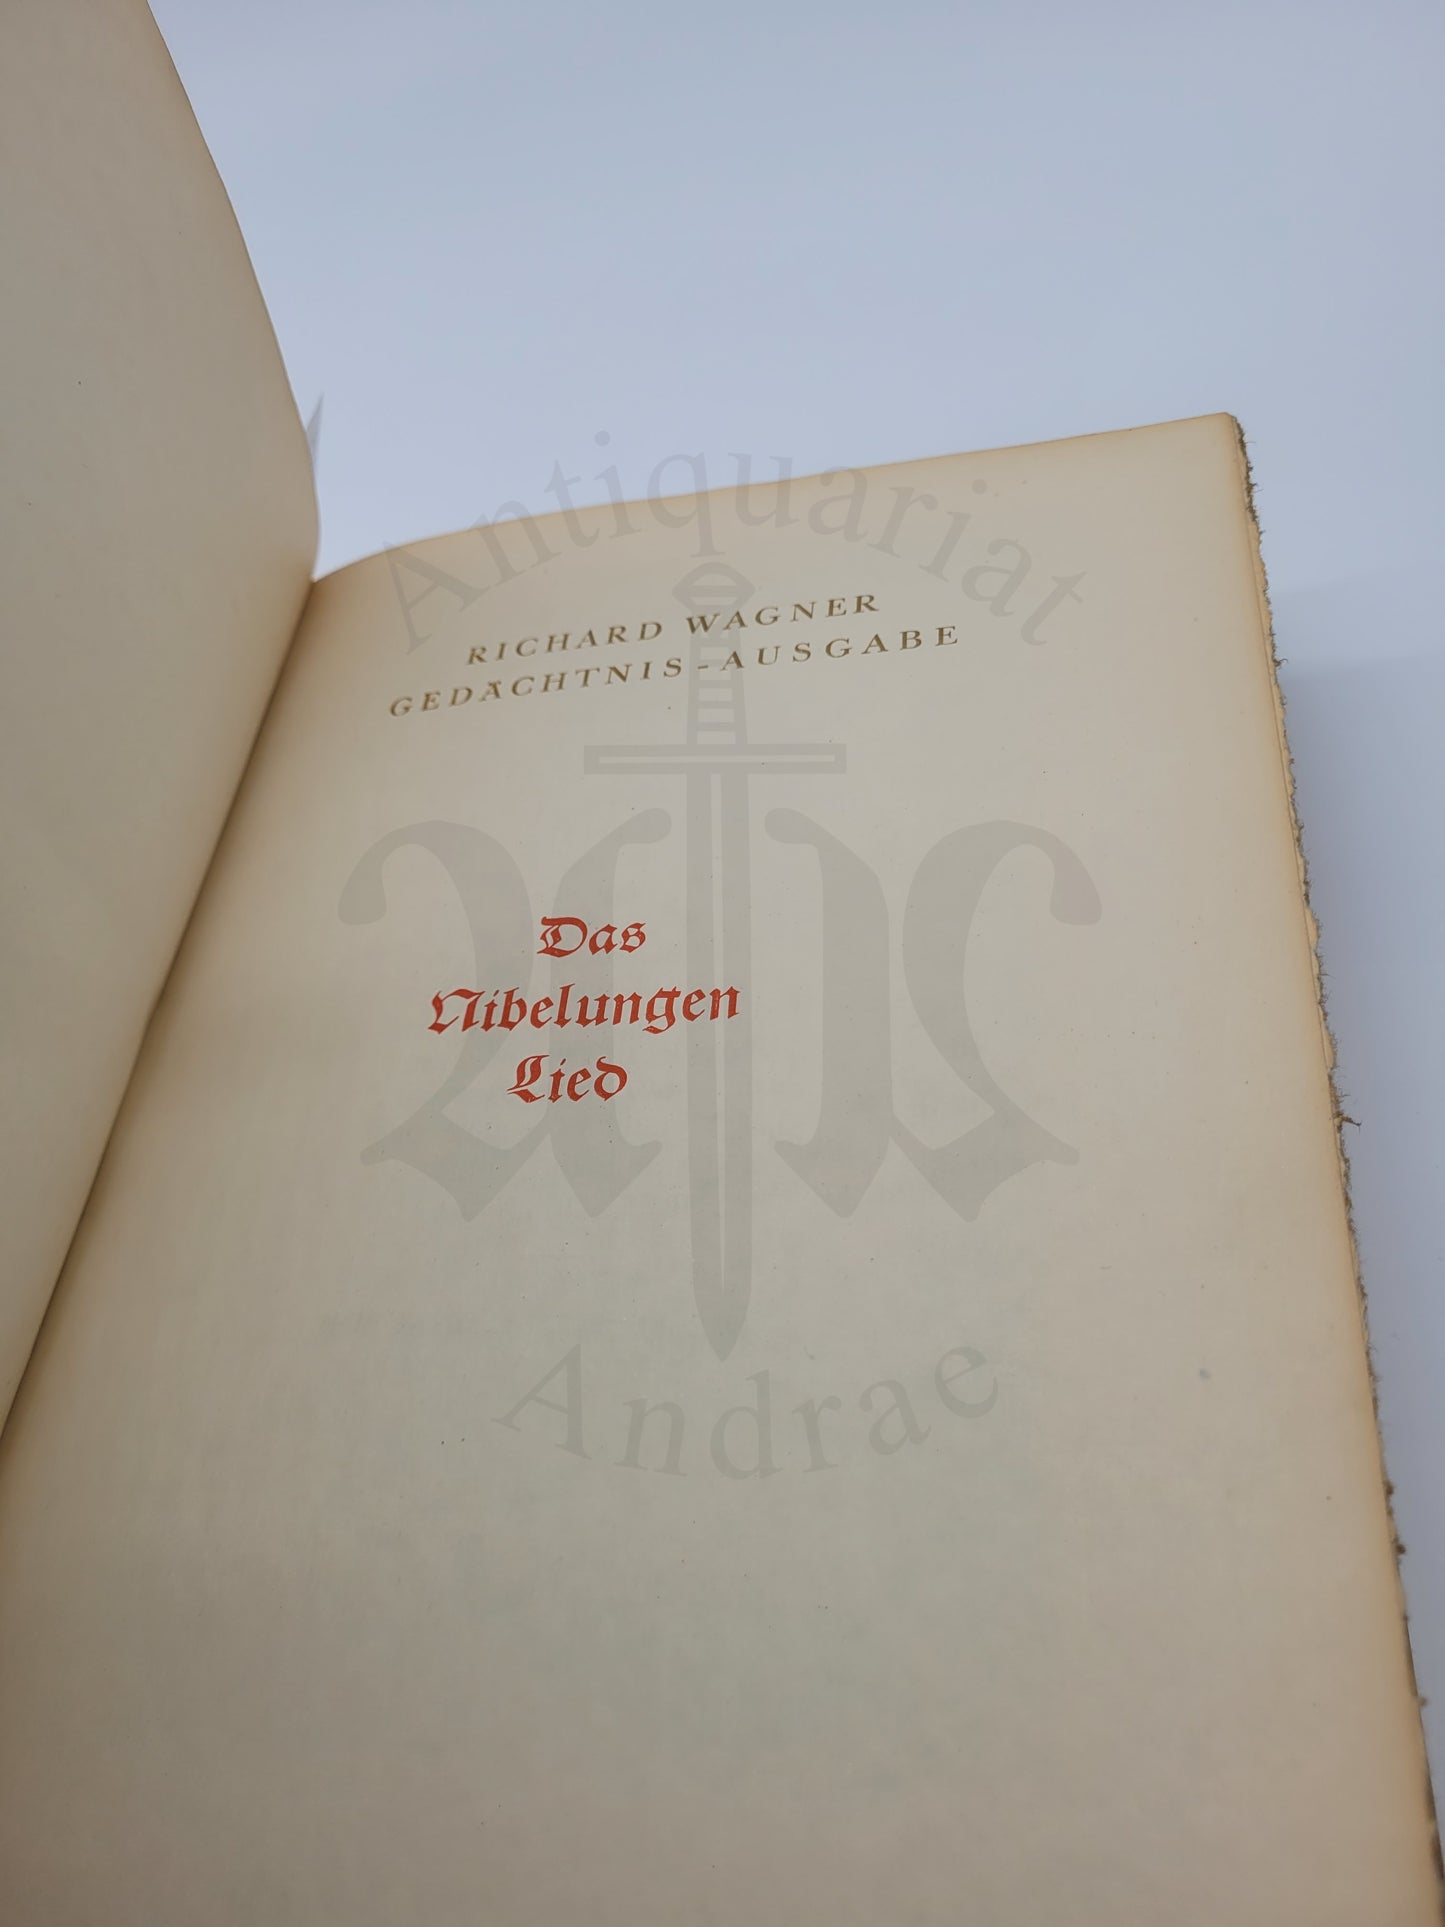 Antiquariat
RICHARD WAGNER
GEDÄCHTNIS-AUSGABE
Das
Nibelungen
Lied
Andrae